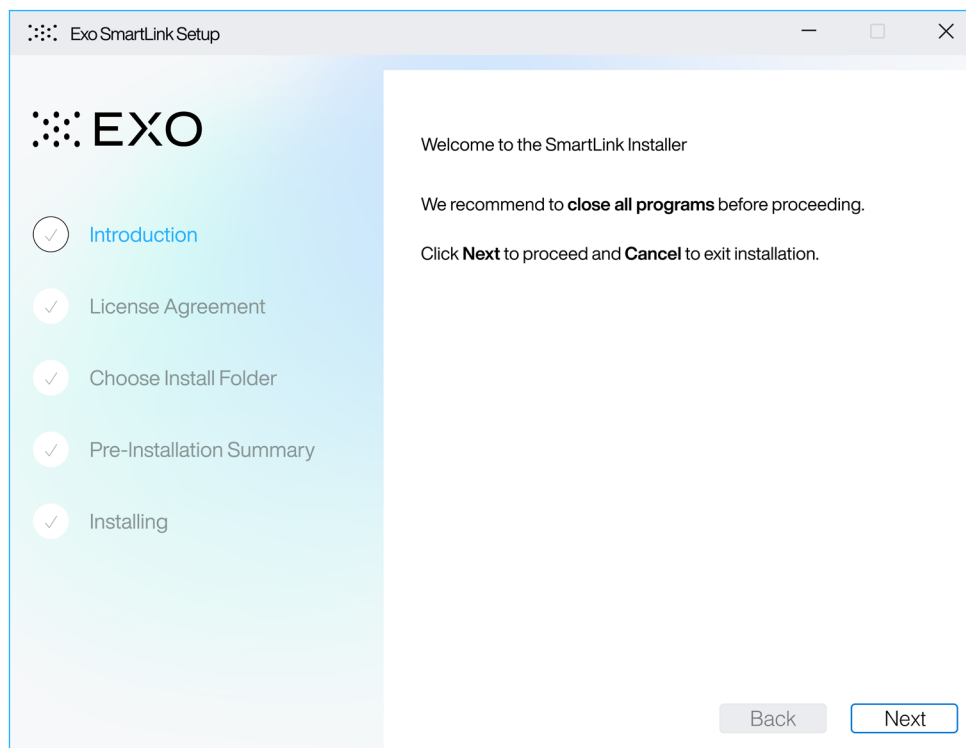 Exo SmartLink Setup
EXO
Introduction
License Agreement
Choose Install Folder
Pre-Installation Summary
Installing
Welcome to the SmartLink Installer
We recommend to close all programs before proceeding.
Click Next to proceed and Cancel to exit installation.
Back
Next